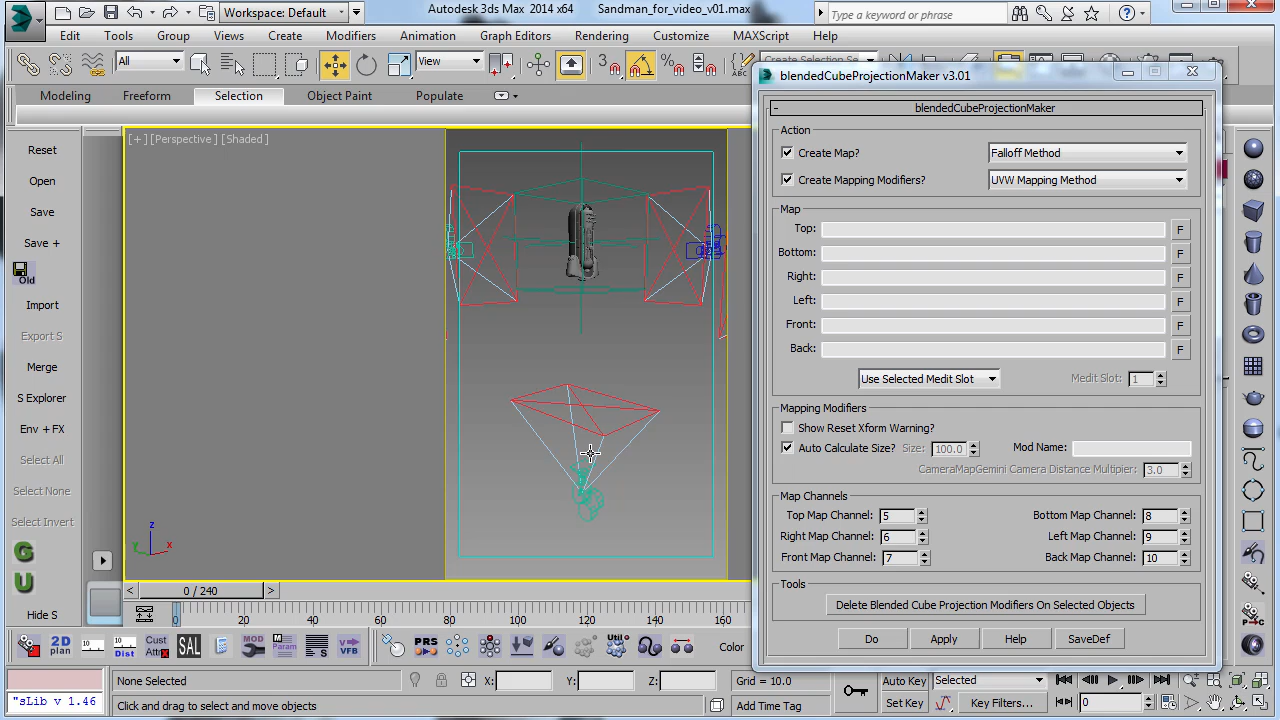 Workspace: Default
Autodesk 3ds Max 2014 x64
Sandman_for_video_v01.max
Type a keyword or phrase
Edit Tools Group Views Create Modifiers Animation Graph Editors Rendering Customize MAXScript Help
All
View
Modeling Freeform Selection Object Paint Populate
Reset
Open
Save
Save +
Old
Import
Export S
Merge
S Explorer
Env + FX
Select All
Select None
Select Invert
G
U
Hide S
[+] [Perspective] [Shaded]
z
y
x
blendedCubeProjectionMaker v3.01
blendedCubeProjectionMaker
Action
Create Map?
Falloff Method
Create Mapping Modifiers?
UVW Mapping Method
Map
Top: F
Bottom: F
Right: F
Left: F
Front: F
Back: F
Use Selected Medit Slot
Medit Slot: 1
Mapping Modifiers
Show Reset Xform Warning?
Auto Calculate Size? Size: 100.0 Mod Name:
CameraMapGemini Camera Distance Multipier: 3.0
Map Channels
Top Map Channel: 5 Bottom Map Channel: 8
Right Map Channel: 6 Left Map Channel: 9
Front Map Channel: 7 Back Map Channel: 10
Tools
Delete Blended Cube Projection Modifiers On Selected Objects
Do Apply Help SaveDef
< 0 / 240 >
0 20 40 60 80 100 120 140 160
2D plan
10 Dist
Cust Attr
SAL
MOD
Param
VFB
PRS
Util
Color
None Selected
X: Y: Z:
Grid = 10.0
Auto Key
Selected
"sLib v 1.46
Click and drag to select and move objects
Add Time Tag
Set Key
Key Filters...
0